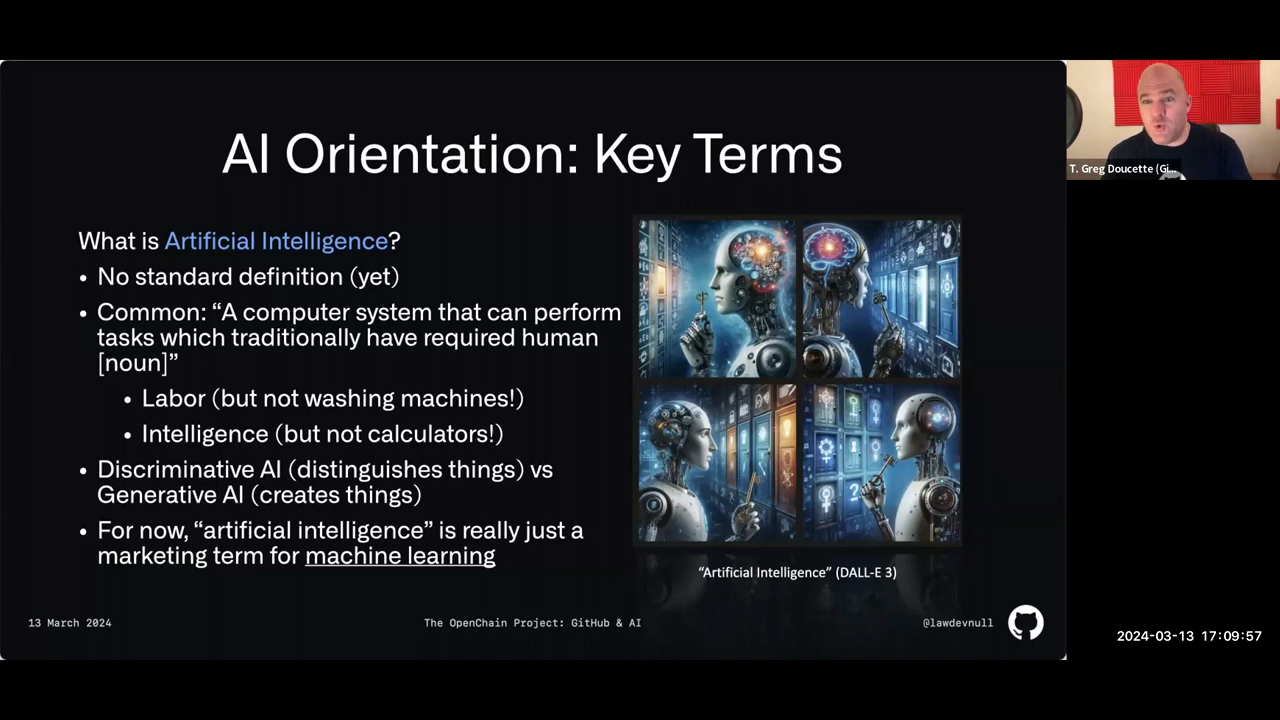 AI Orientation: Key Terms
What is Artificial Intelligence?
• No standard definition (yet)
• Common: “A computer system that can perform
tasks which traditionally have required human
[noun]”
• Labor (but not washing machines!)
• Intelligence (but not calculators!)
• Discriminative AI (distinguishes things) vs
Generative AI (creates things)
• For now, “artificial intelligence” is really just a
marketing term for machine learning
“Artificial Intelligence” (DALL-E 3)
13 March 2024
The OpenChain Project: GitHub & AI
@lawdevnull
T. Greg Doucette (Gi...
2024-03-13 17:09:57